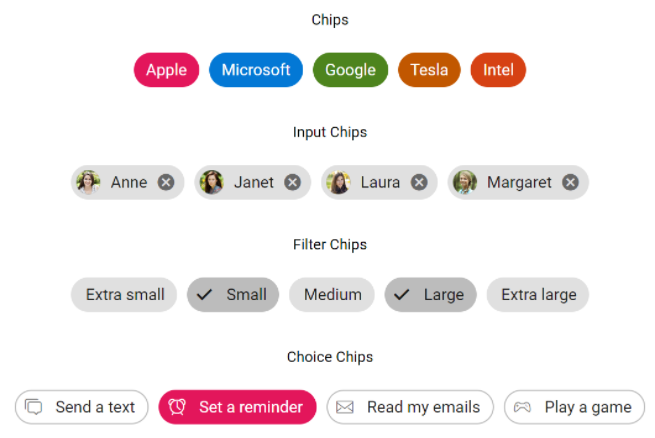 Chips
Apple Microsoft Google Tesla Intel
Input Chips
Anne Janet Laura Margaret
Filter Chips
Extra small Small Medium Large Extra large
Choice Chips
Send a text Set a reminder Read my emails Play a game